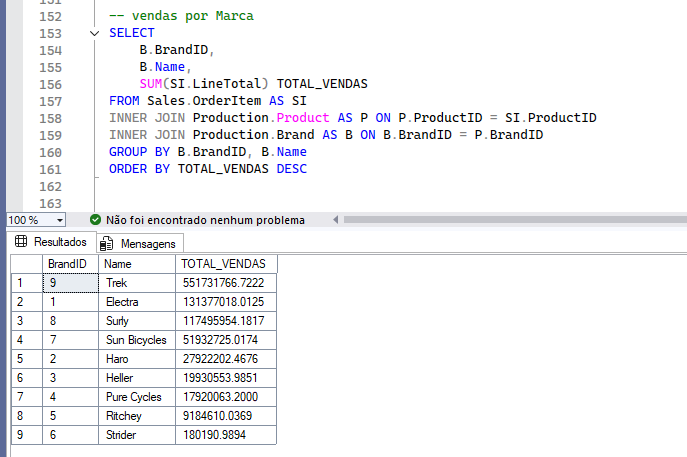 152 -- vendas por Marca
153 SELECT
154 B.BrandID,
155 B.Name,
156 SUM(SI.LineTotal) TOTAL_VENDAS
157 FROM Sales.OrderItem AS SI
158 INNER JOIN Production.Product AS P ON P.ProductID = SI.ProductID
159 INNER JOIN Production.Brand AS B ON B.BrandID = P.BrandID
160 GROUP BY B.BrandID, B.Name
161 ORDER BY TOTAL_VENDAS DESC
162
163
100 % Não foi encontrado nenhum problema
Resultados Mensagens
BrandID Name TOTAL_VENDAS
1 9 Trek 551731766.7222
2 1 Electra 131377018.0125
3 8 Surly 117495954.1817
4 7 Sun Bicycles 51932725.0174
5 2 Haro 27922202.4676
6 3 Heller 19930553.9851
7 4 Pure Cycles 17920063.2000
8 5 Ritchey 9184610.0369
9 6 Strider 180190.9894